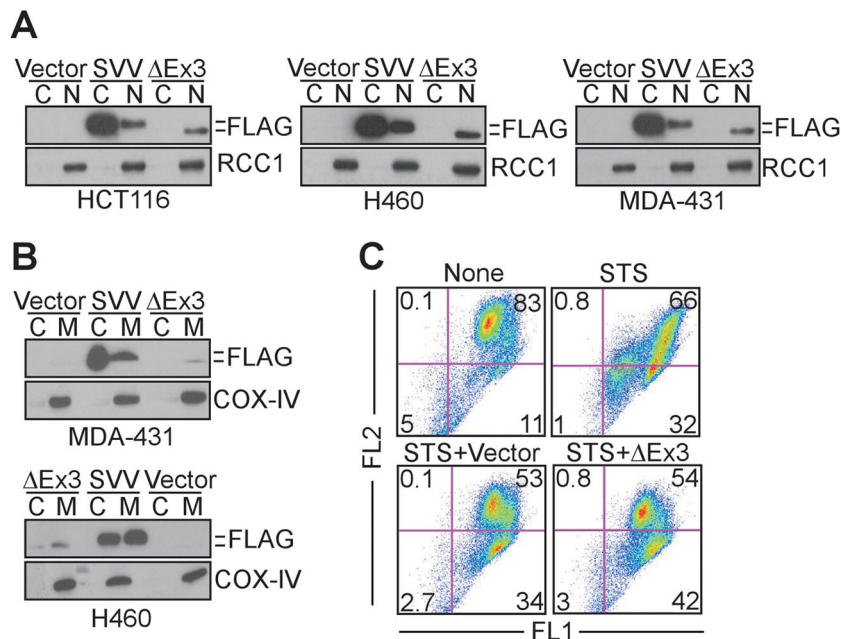 A
Vector SVV ΔEx3
C N C N C N
FLAG
RCC1
HCT116
Vector SVV ΔEx3
C N C N C N
FLAG
RCC1
H460
Vector SVV ΔEx3
C N C N C N
FLAG
RCC1
MDA-431
B
Vector SVV ΔEx3
C M C M C M
FLAG
COX-IV
MDA-431
ΔEx3 SVV Vector
C M C M C M
FLAG
COX-IV
H460
C
None
0.1 83
5 11
STS
0.8 66
1 32
STS+Vector
0.1 53
2.7 34
STS+ΔEx3
0.8 54
3 42
FL2
FL1